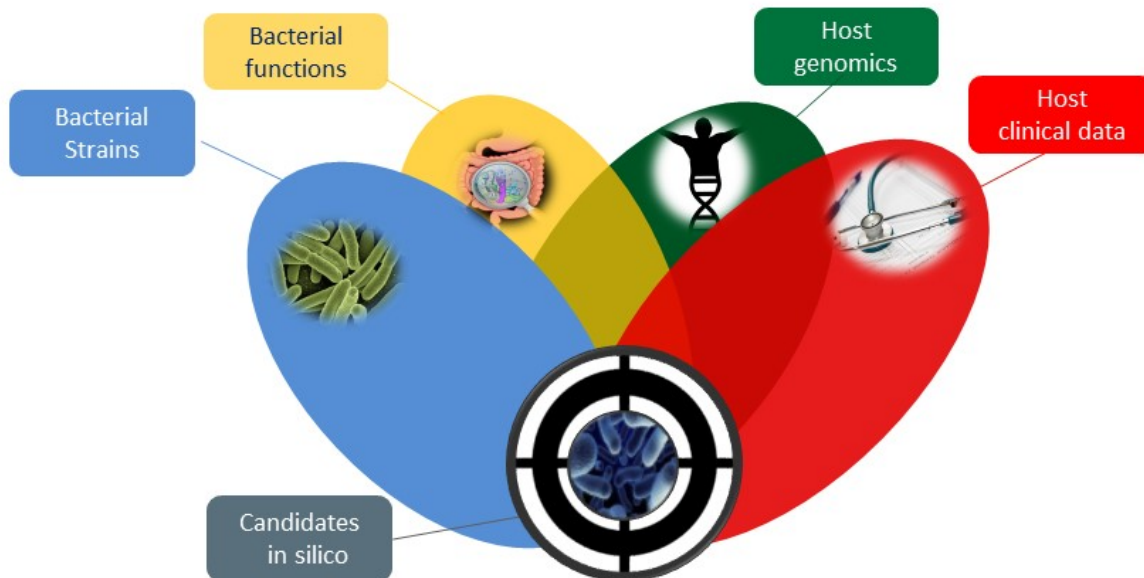 Bacterial
functions
Host
genomics
Bacterial
Strains
Host
clinical data
Candidates
in silico